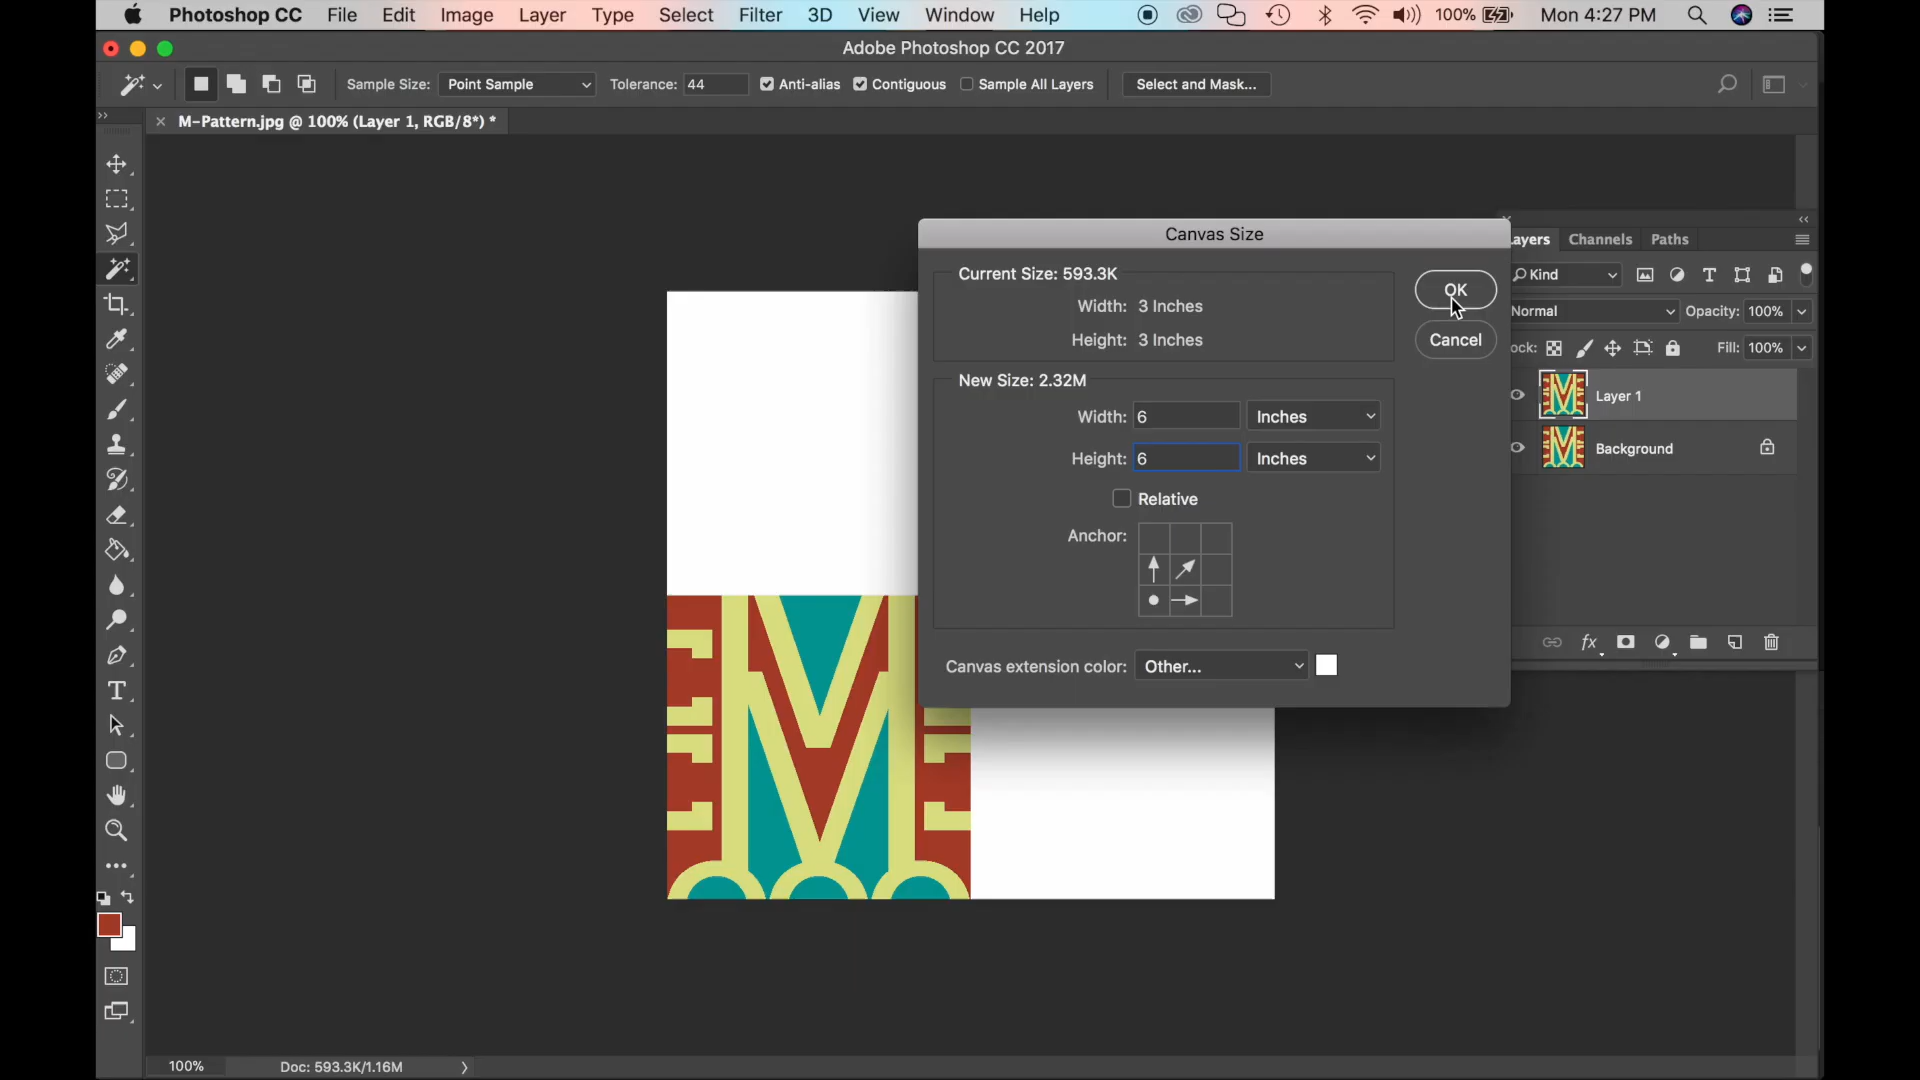 Photoshop CC File Edit Image Layer Type Select Filter 3D View Window Help 100% Mon 4:27 PM
Adobe Photoshop CC 2017
Sample Size: Point Sample Tolerance: 44 Anti-alias Contiguous Sample All Layers Select and Mask...
M-Pattern.jpg @ 100% (Layer 1, RGB/8*) *
Canvas Size
Current Size: 593.3K
Width: 3 Inches
Height: 3 Inches
OK
Cancel
New Size: 2.32M
Width: 6 Inches
Height: 6 Inches
Relative
Anchor:
Canvas extension color: Other...
ayers Channels Paths
Kind
Normal Opacity: 100%
ock: Fill: 100%
Layer 1
Background
fx
100% Doc: 593.3K/1.16M